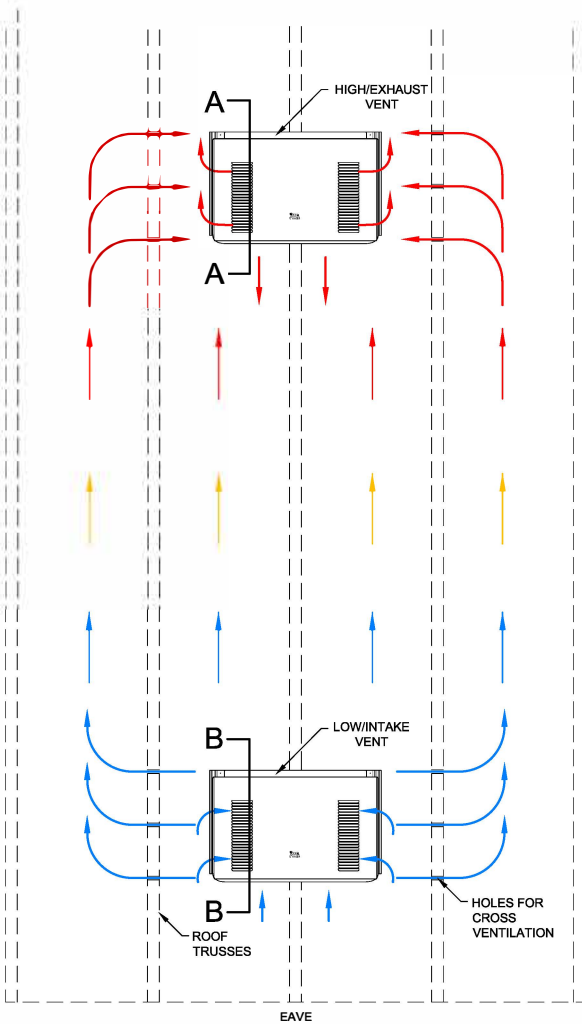 HIGH/EXHAUST
VENT
A
A
LOW/INTAKE
VENT
B
B
ROOF
TRUSSES
HOLES FOR
CROSS
VENTILATION
EAVE